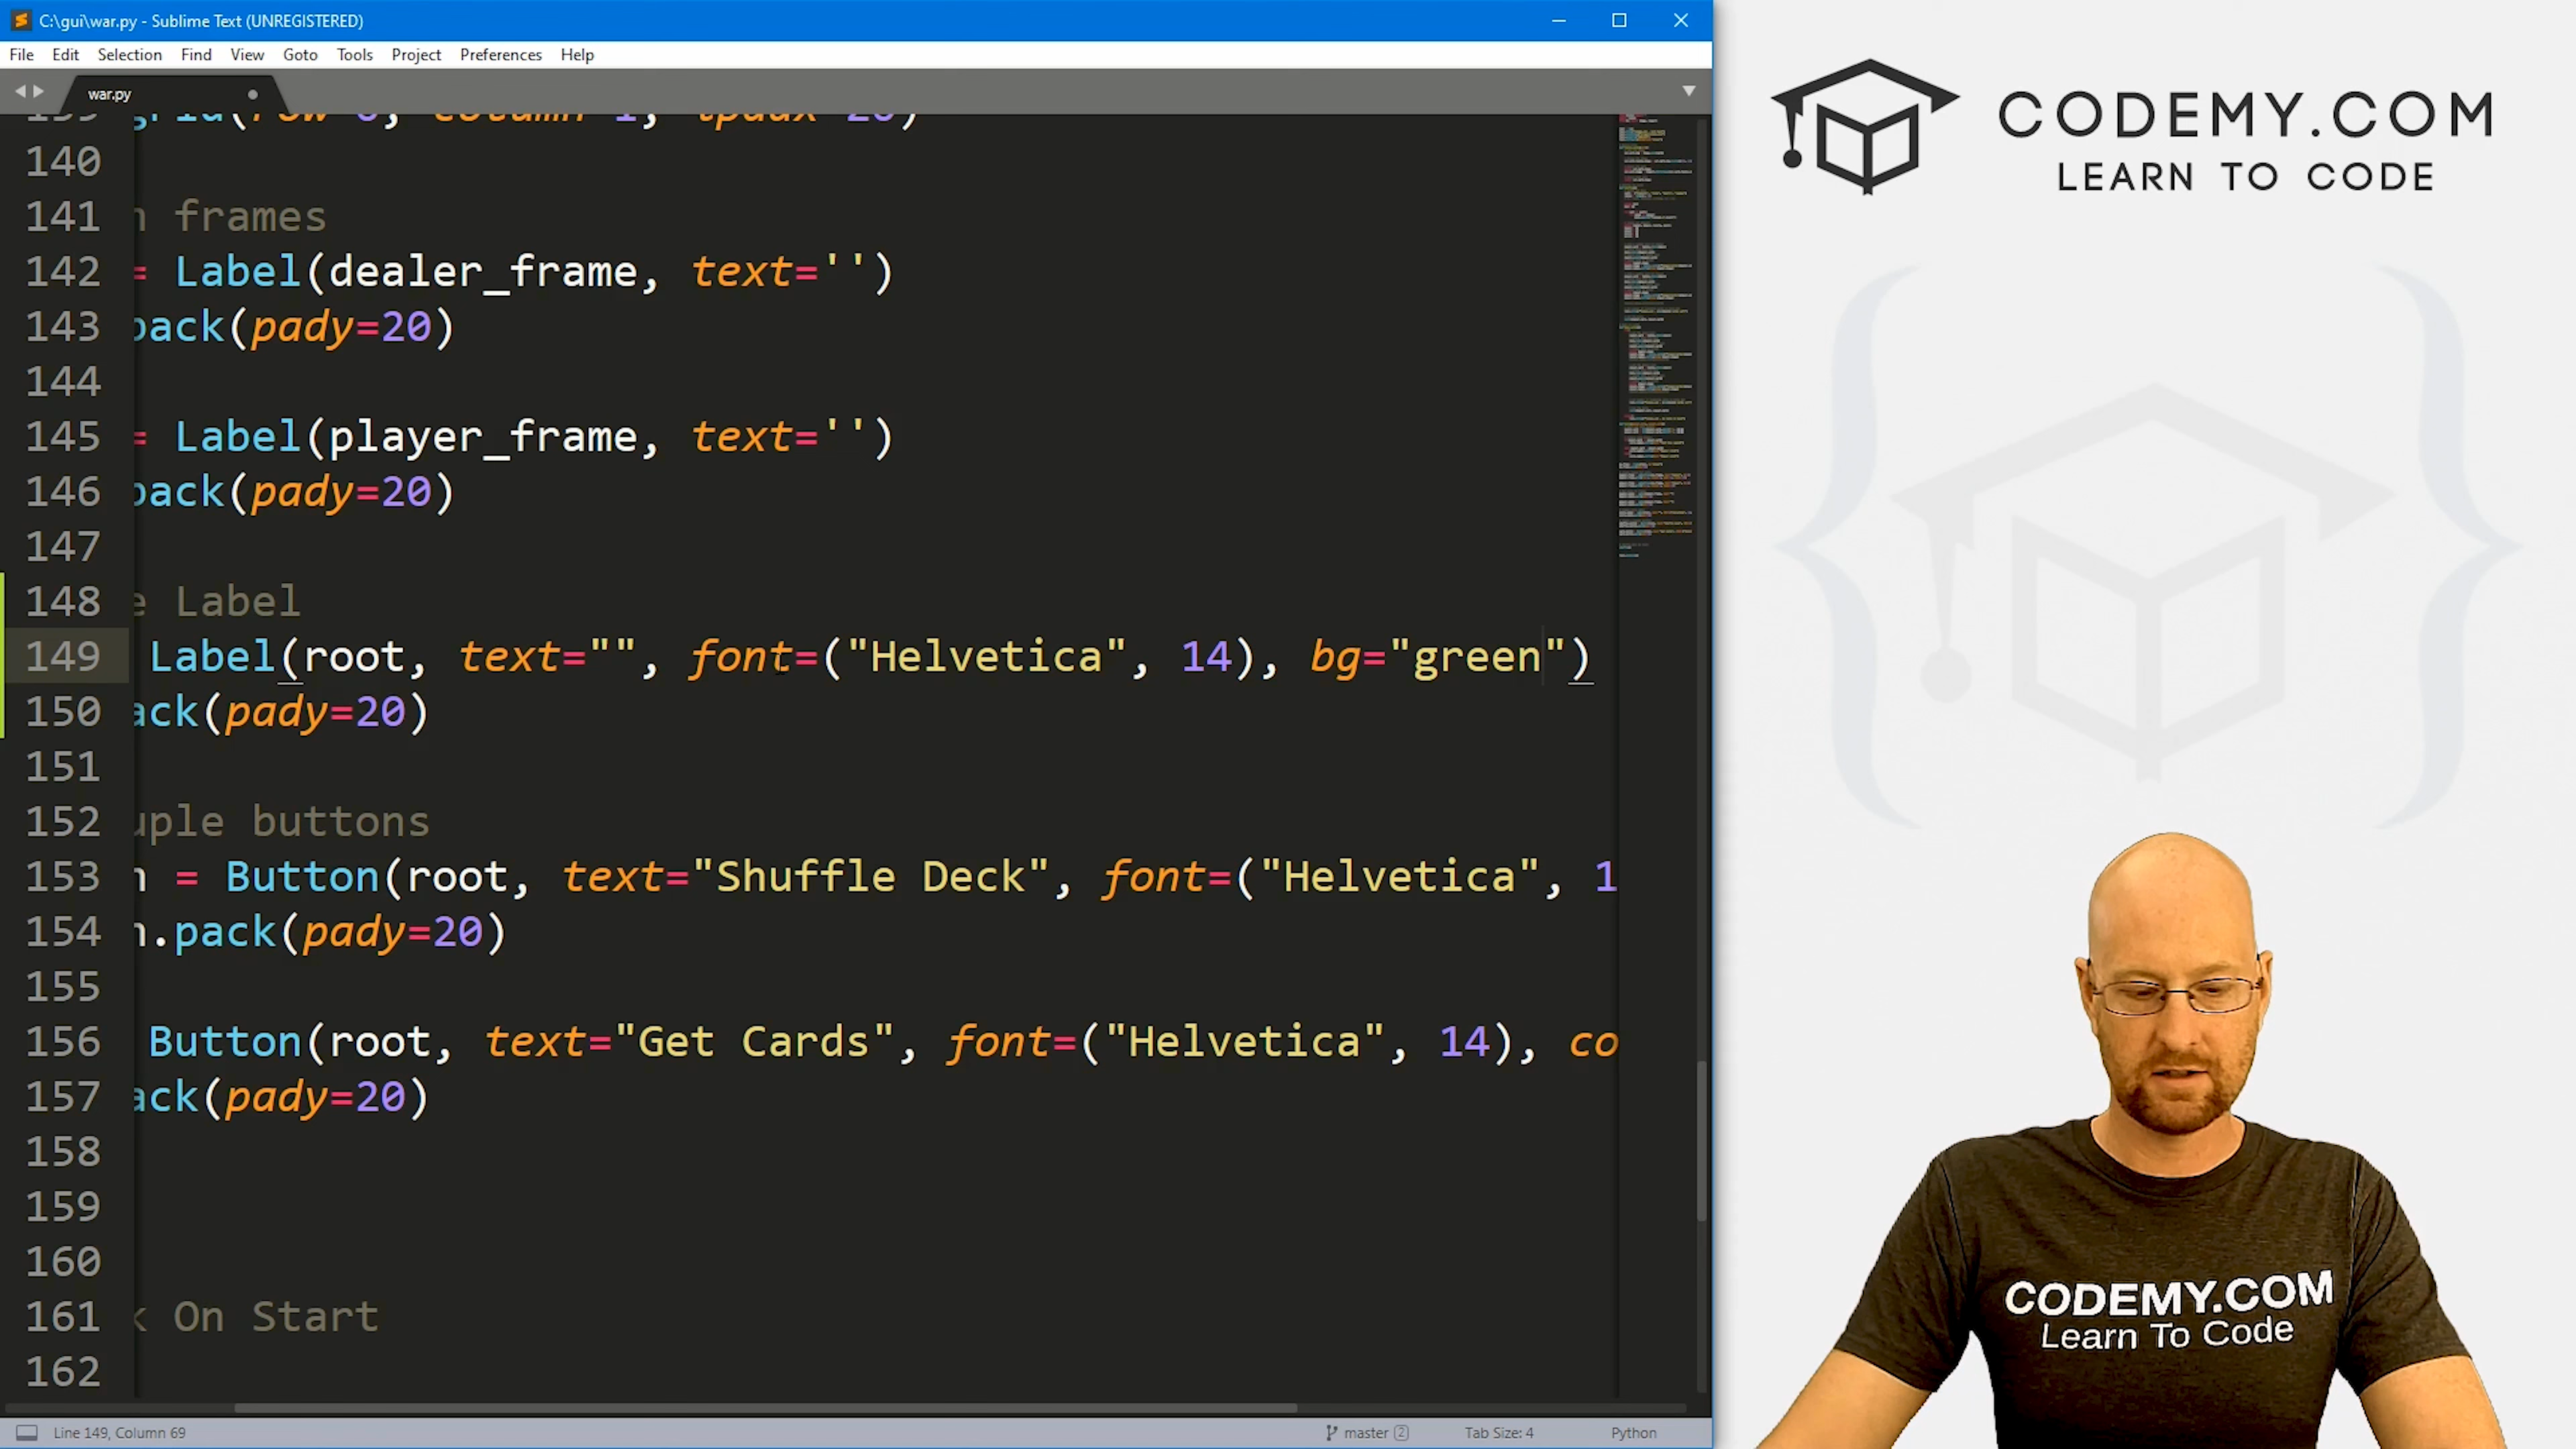 C:\gui\war.py - Sublime Text (UNREGISTERED)
File Edit Selection Find View Goto Tools Project Preferences Help
war.py
140
141 frames
142 = Label(dealer_frame, text='')
143 pack(pady=20)
144
145 = Label(player_frame, text='')
146 pack(pady=20)
147
148 e Label
149 Label(root, text="", font=("Helvetica", 14), bg="green")
150 ack(pady=20)
151
152 uple buttons
153 n = Button(root, text="Shuffle Deck", font=("Helvetica", 1
154 n.pack(pady=20)
155
156 Button(root, text="Get Cards", font=("Helvetica", 14), co
157 ack(pady=20)
158
159
160
161 k On Start
162
Line 149, Column 69
master 2
Tab Size: 4
Python
CODEMY.COM
LEARN TO CODE
CODEMY.COM
Learn To Code